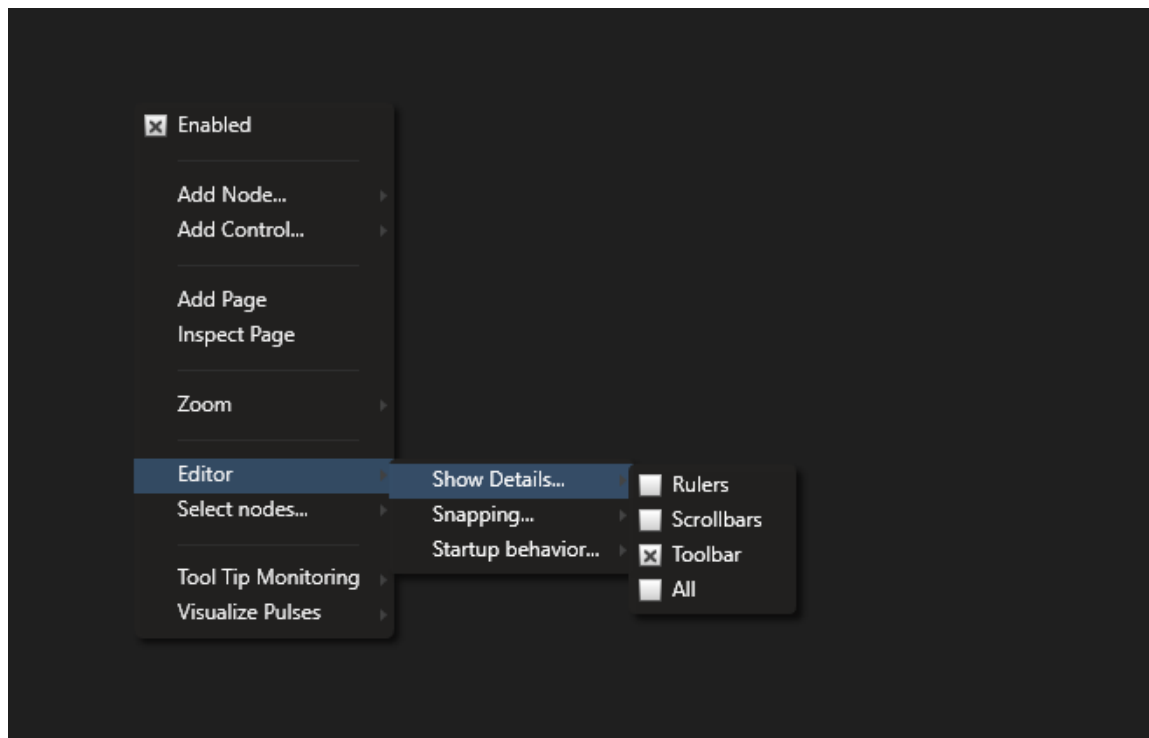 Enabled
Add Node...
Add Control...
Add Page
Inspect Page
Zoom
Editor
Select nodes...
Tool Tip Monitoring
Visualize Pulses
Show Details...
Snapping...
Startup behavior...
Rulers
Scrollbars
Toolbar
All